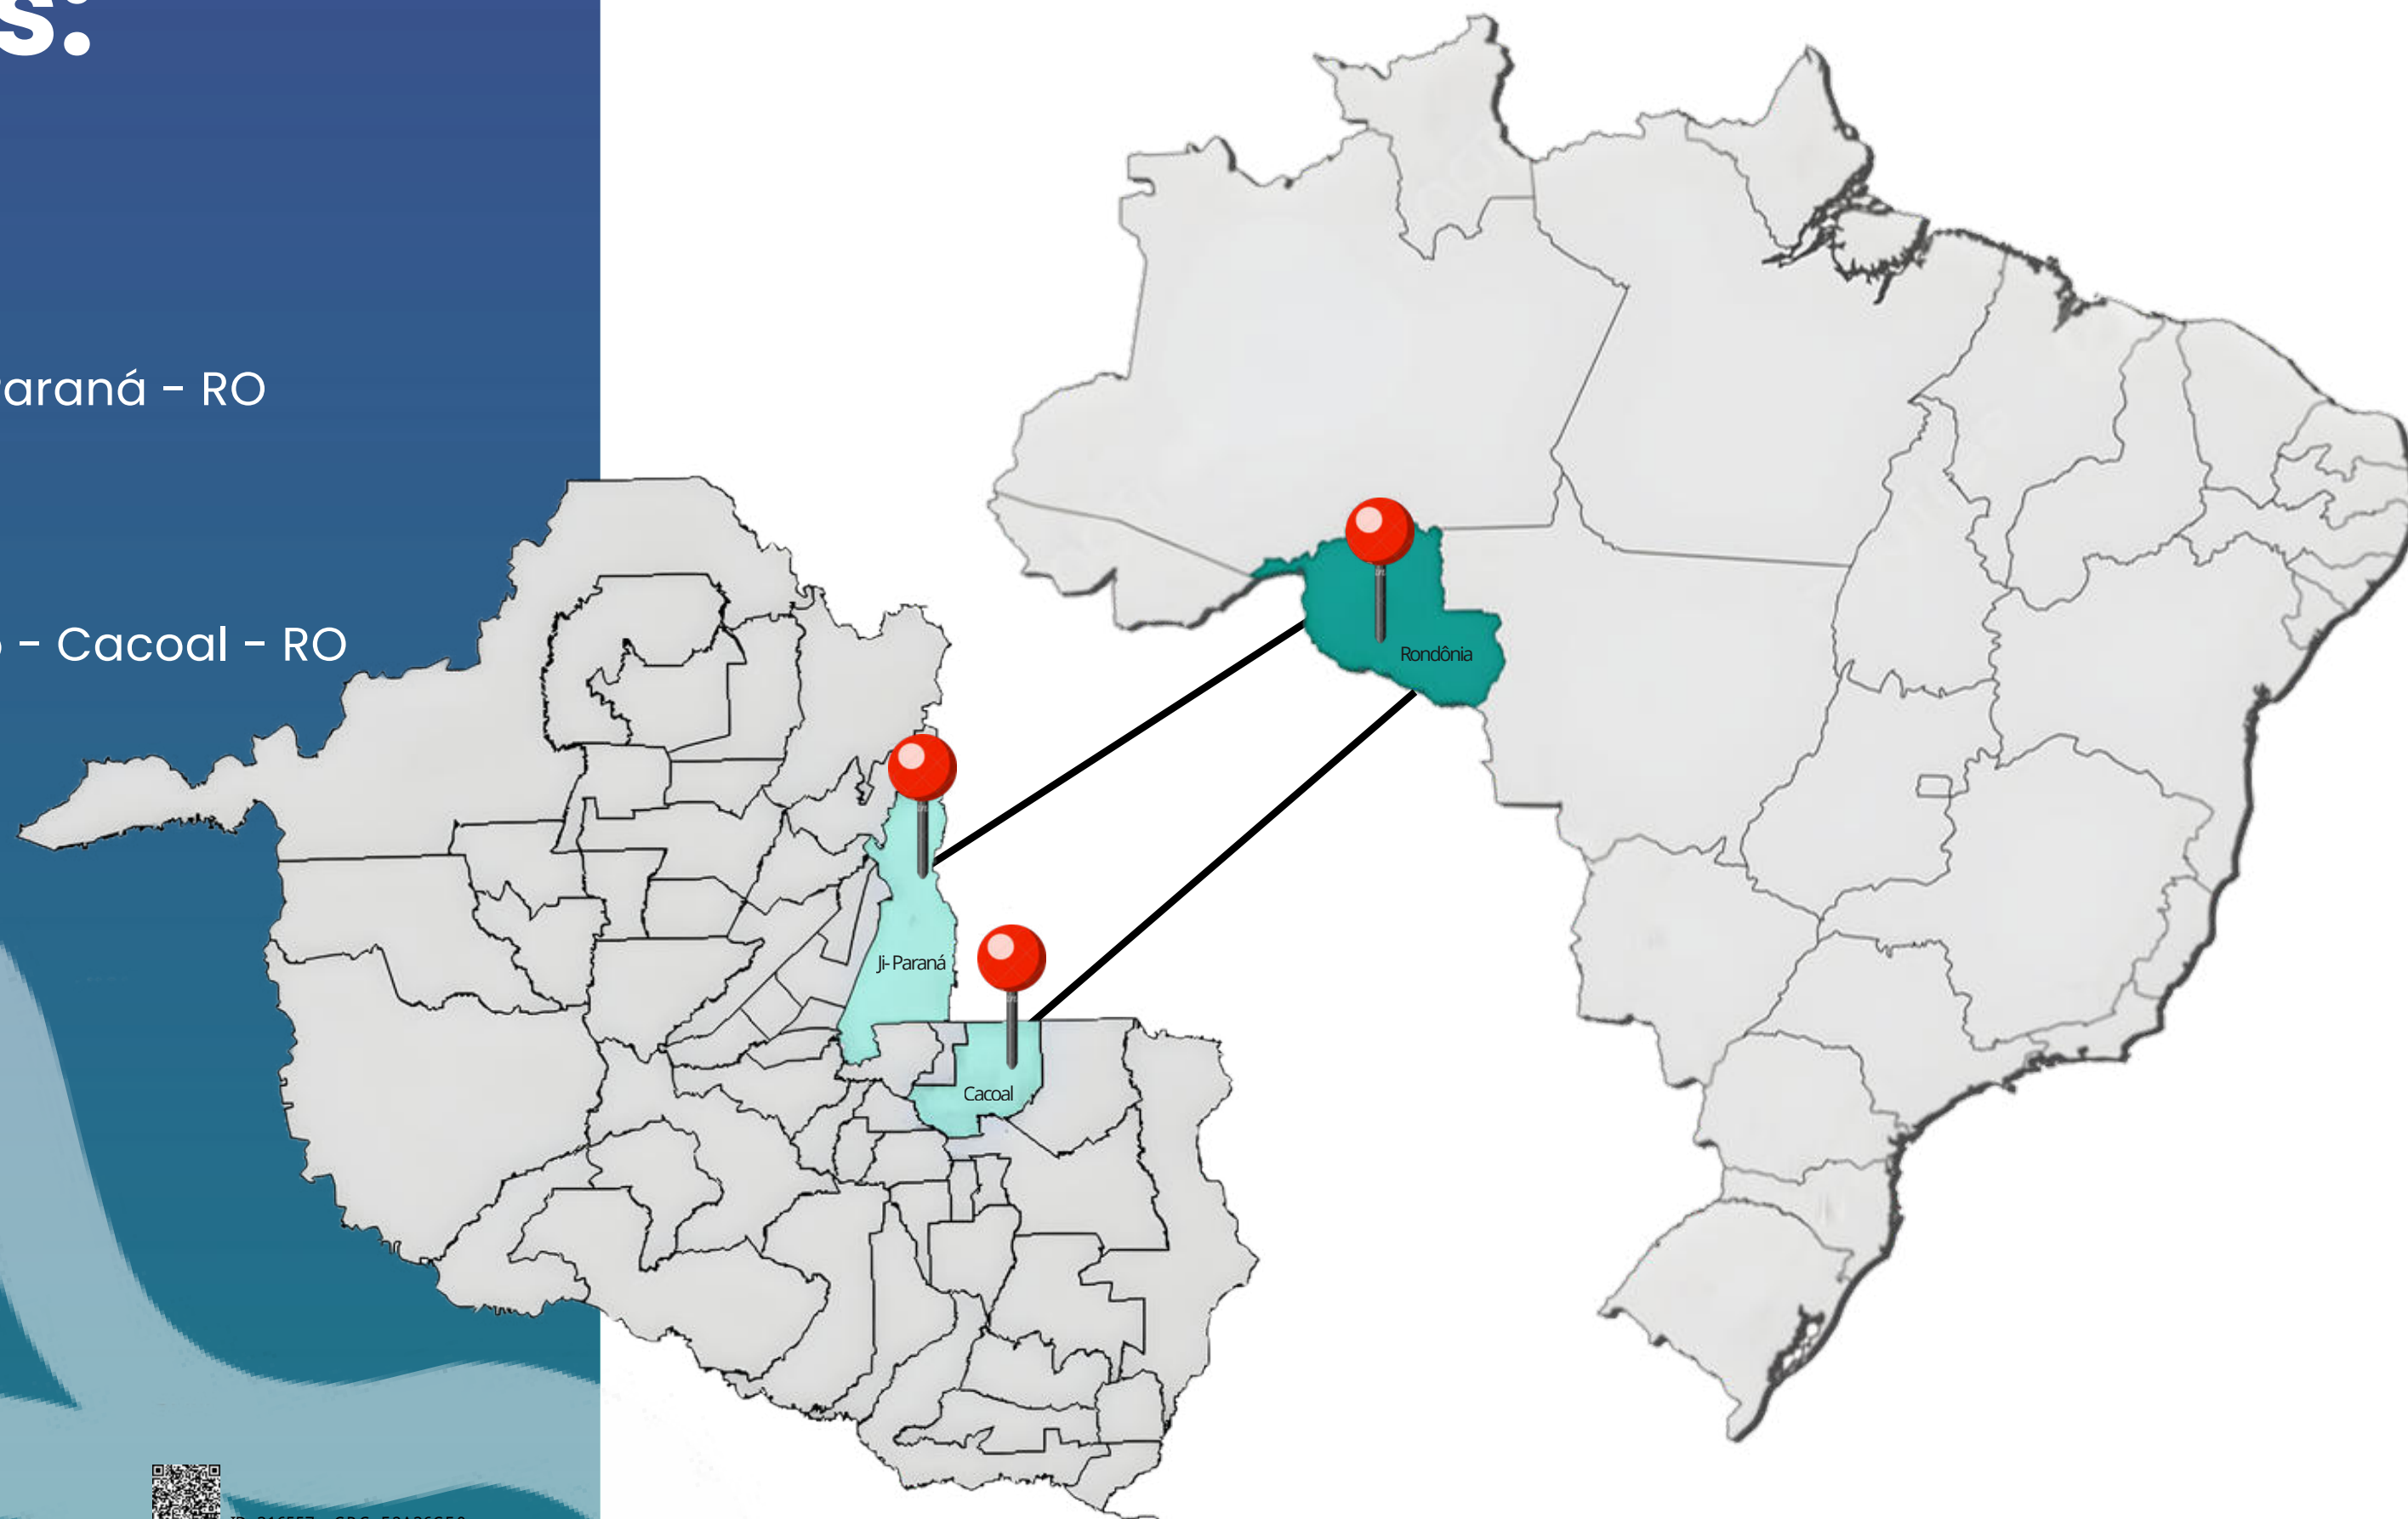 s:
araná - RO
- Cacoal - RO
Rondônia
Ji-Paraná
Cacoal